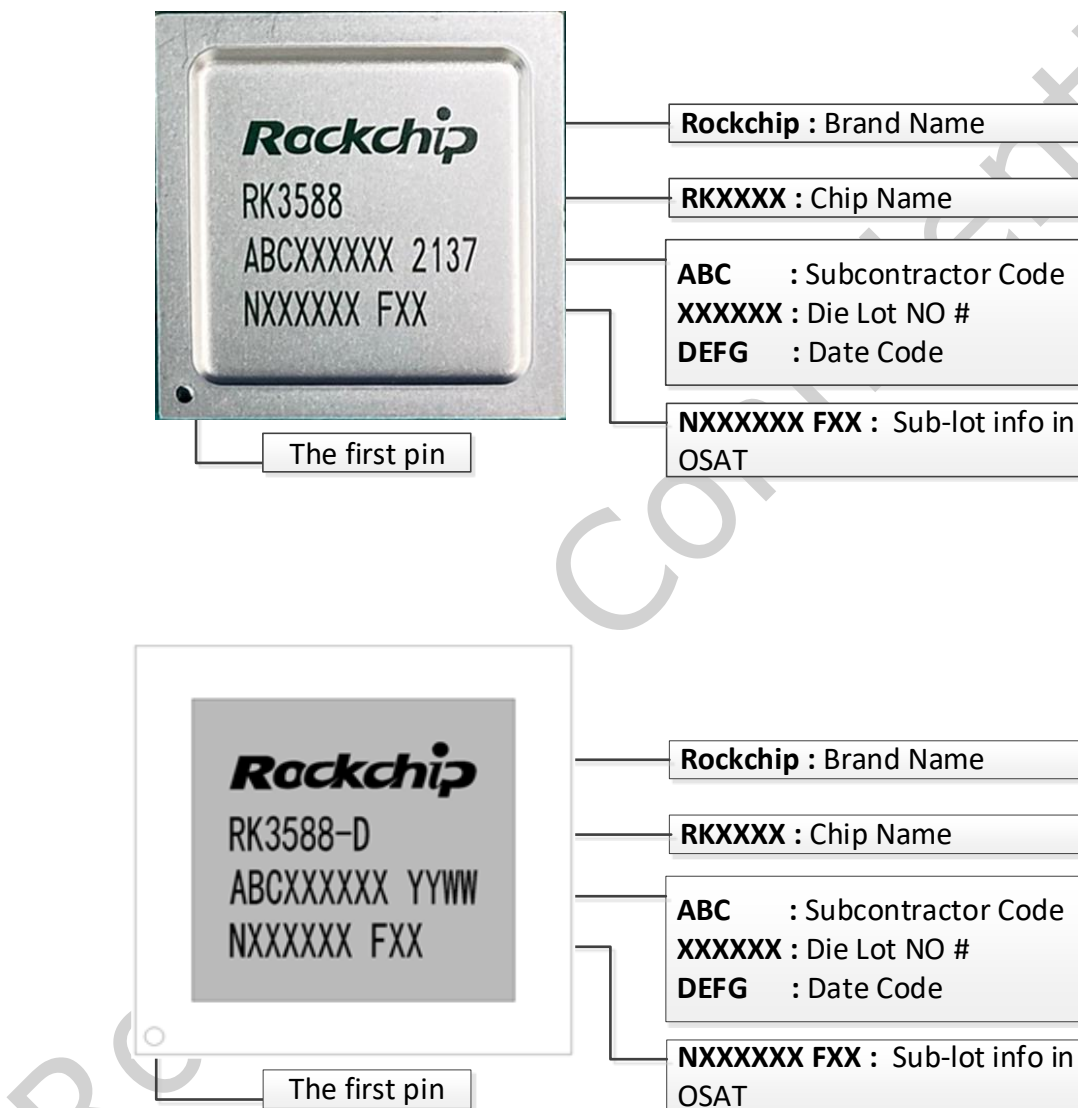 Rockchip
RK3588
ABCXXXXXX 2137
NXXXXXX FXX
Rockchip : Brand Name
RKXXXX : Chip Name
ABC : Subcontractor Code
XXXXXX : Die Lot NO #
DEFG : Date Code
NXXXXXX FXX : Sub-lot info in
OSAT
The first pin
Rockchip
RK3588-D
ABCXXXXXX YYWW
NXXXXXX FXX
Rockchip : Brand Name
RKXXXX : Chip Name
ABC : Subcontractor Code
XXXXXX : Die Lot NO #
DEFG : Date Code
NXXXXXX FXX : Sub-lot info in
OSAT
The first pin